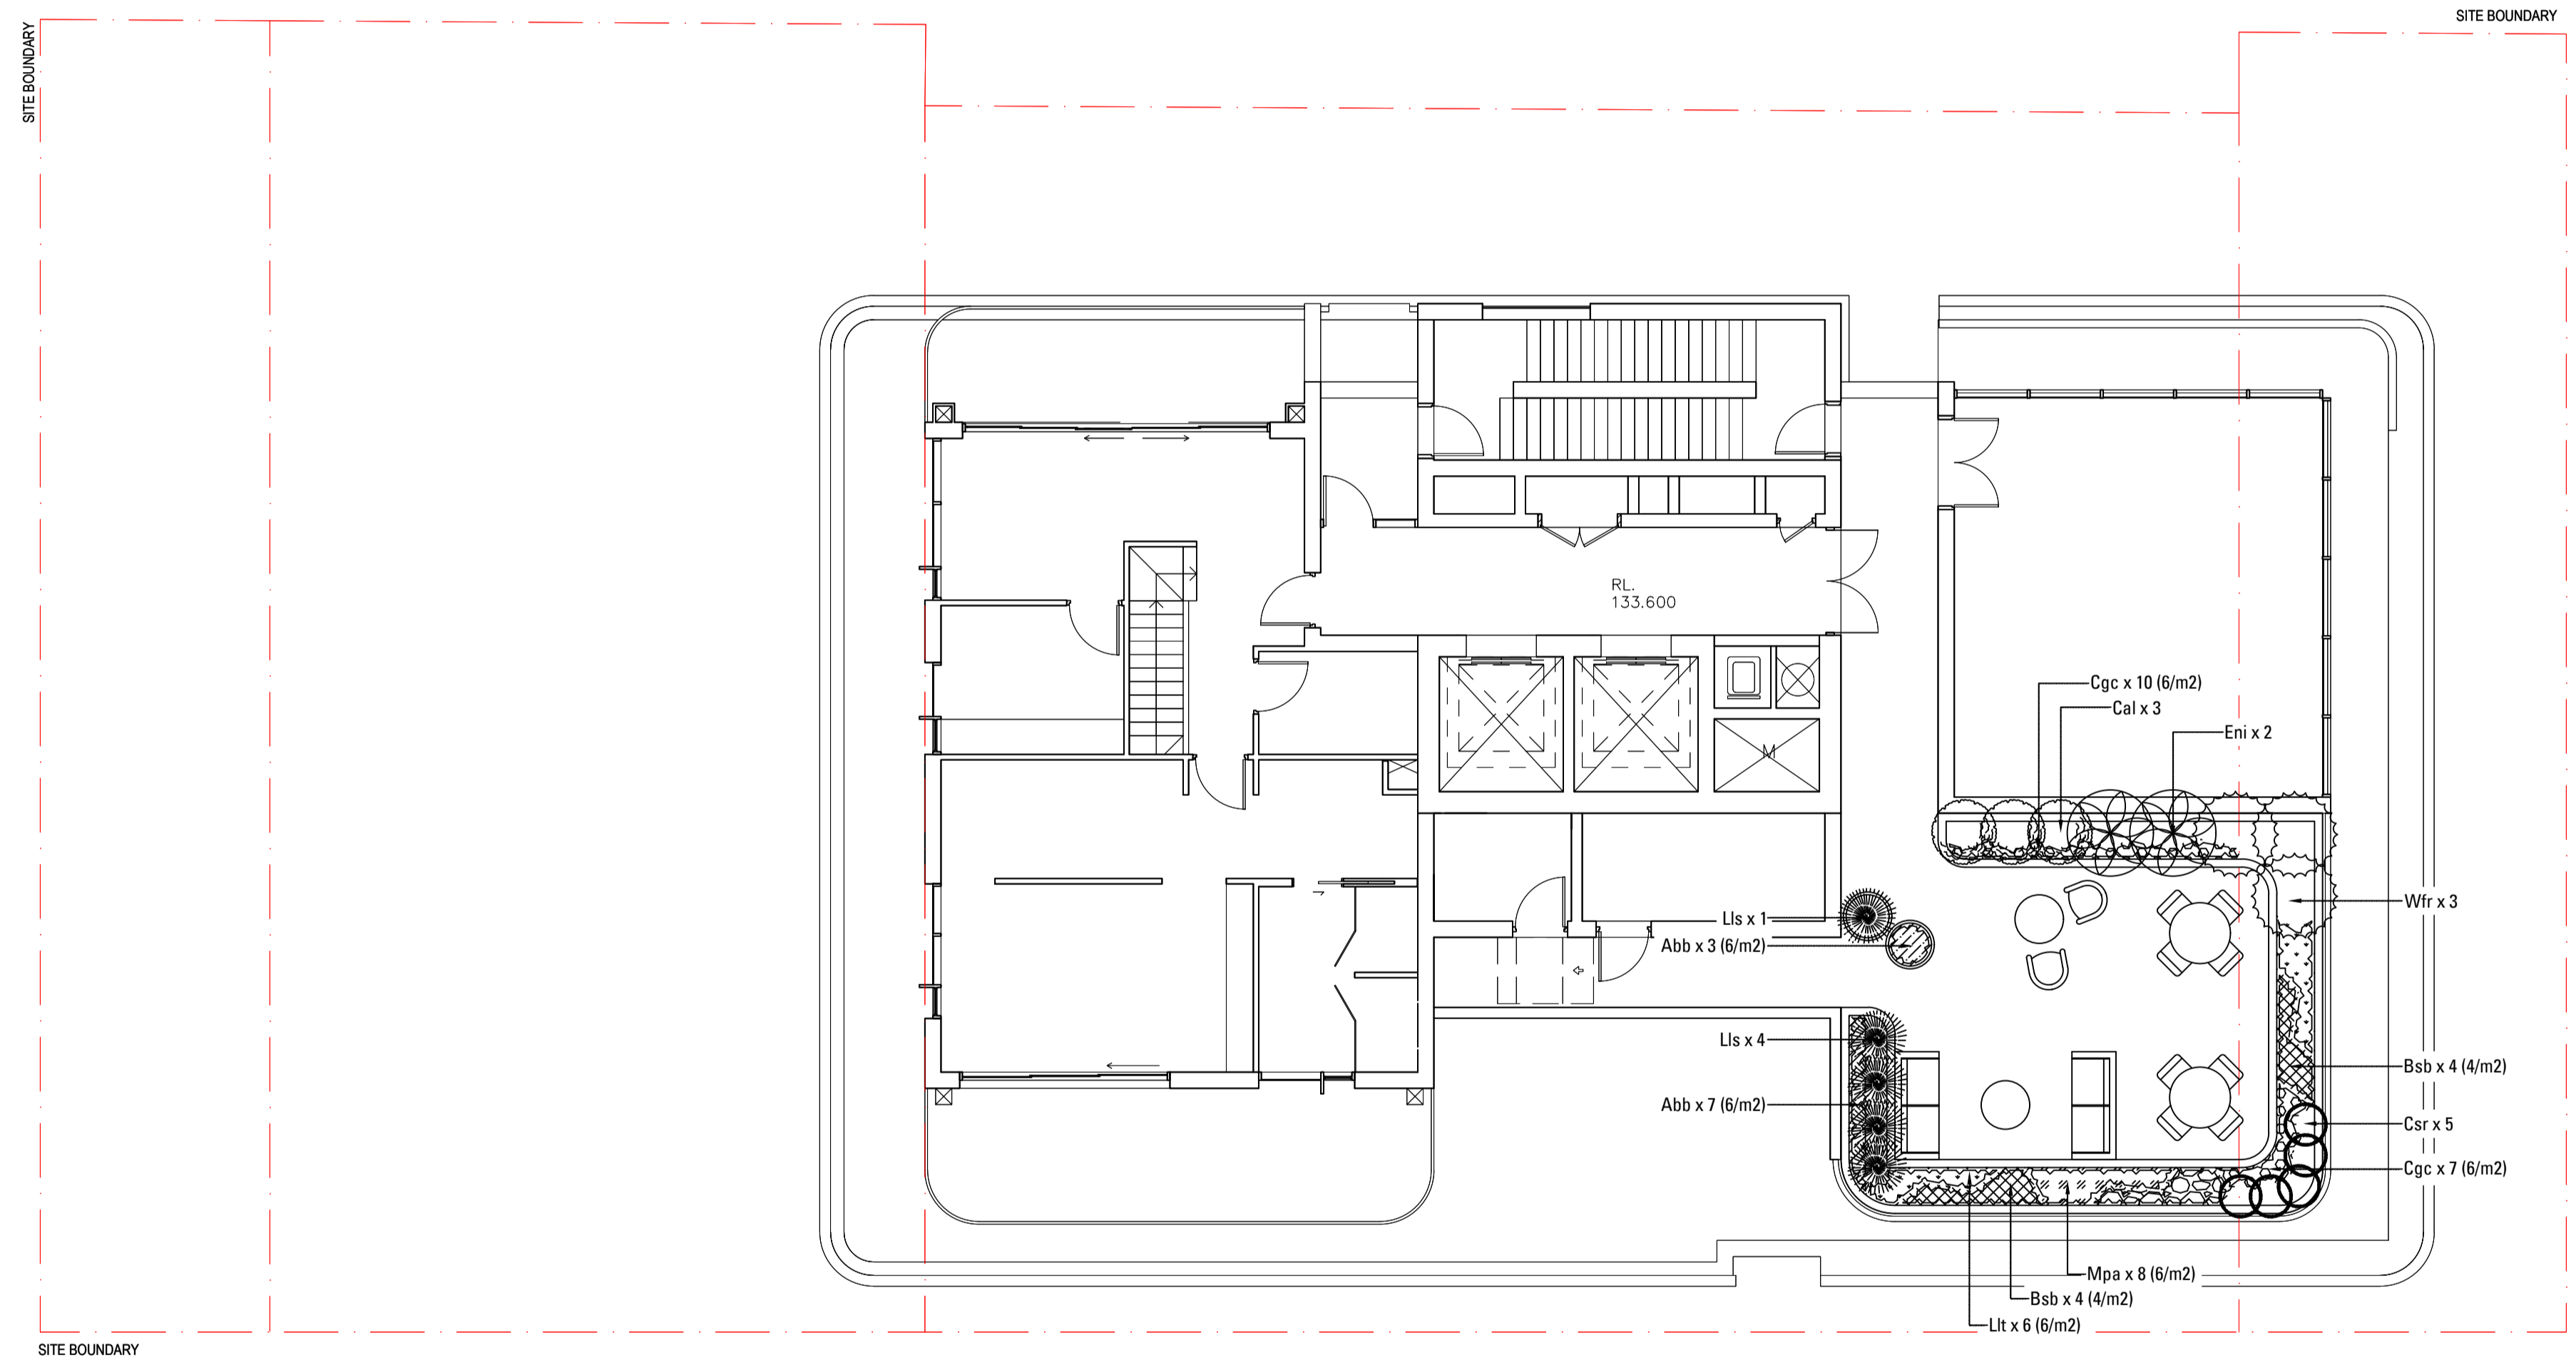 SITE BOUNDARY
SITE BOUNDARY
RL.
133.600
Cgc x 10 (6/m2)
Cal x 3
Eni x 2
M
Lls x 1
Abb x 3 (6/m2)
Wfr x 3
Lls x 4
Bsb x 4 (4/m2)
Abb x 7 (6/m2)
Csr x 5
Cgc x 7 (6/m2)
Mpa x 8 (6/m2)
Bsb x 4 (4/m2)
Llt x 6 (6/m2)
SITE BOUNDARY